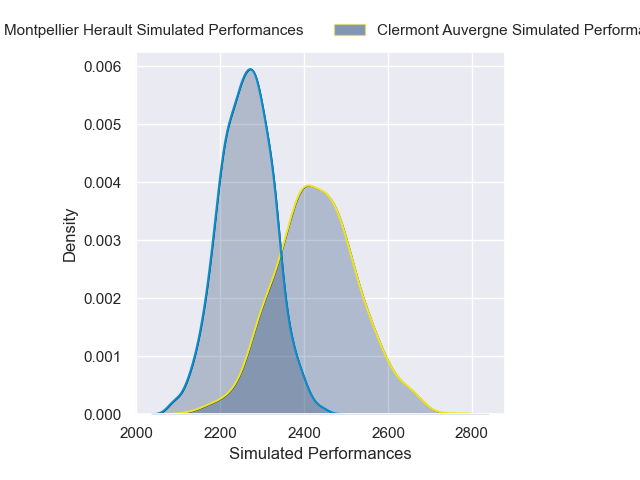 Montpellier Herault Simulated Performances
Clermont Auvergne Simulated Performa
0.006
0.005
0.004
0.003
0.002
0.001
0.000
Density
2000 2200 2400 2600 2800
Simulated Performances